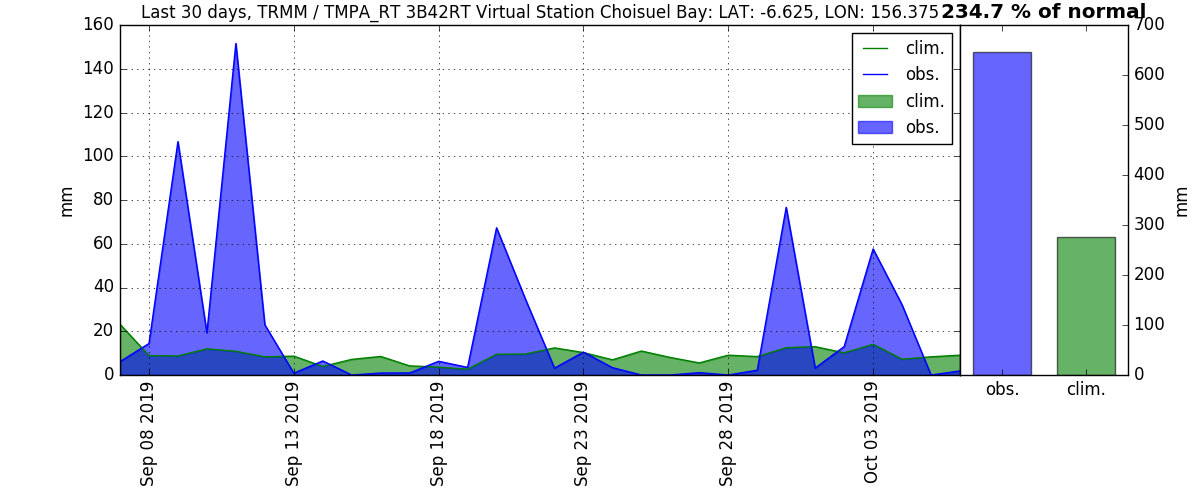 Last 30 days, TRMM / TMPA_RT 3B42RT Virtual Station Choisuel Bay: LAT: -6.625, LON: 156.375
234.7 % of normal
160
140
120
100
80
60
40
20
0
mm
clim.
obs.
clim.
obs.
Sep 08 2019
Sep 13 2019
Sep 18 2019
Sep 23 2019
Sep 28 2019
Oct 03 2019
700
600
500
400
300
200
100
0
mm
obs.
clim.